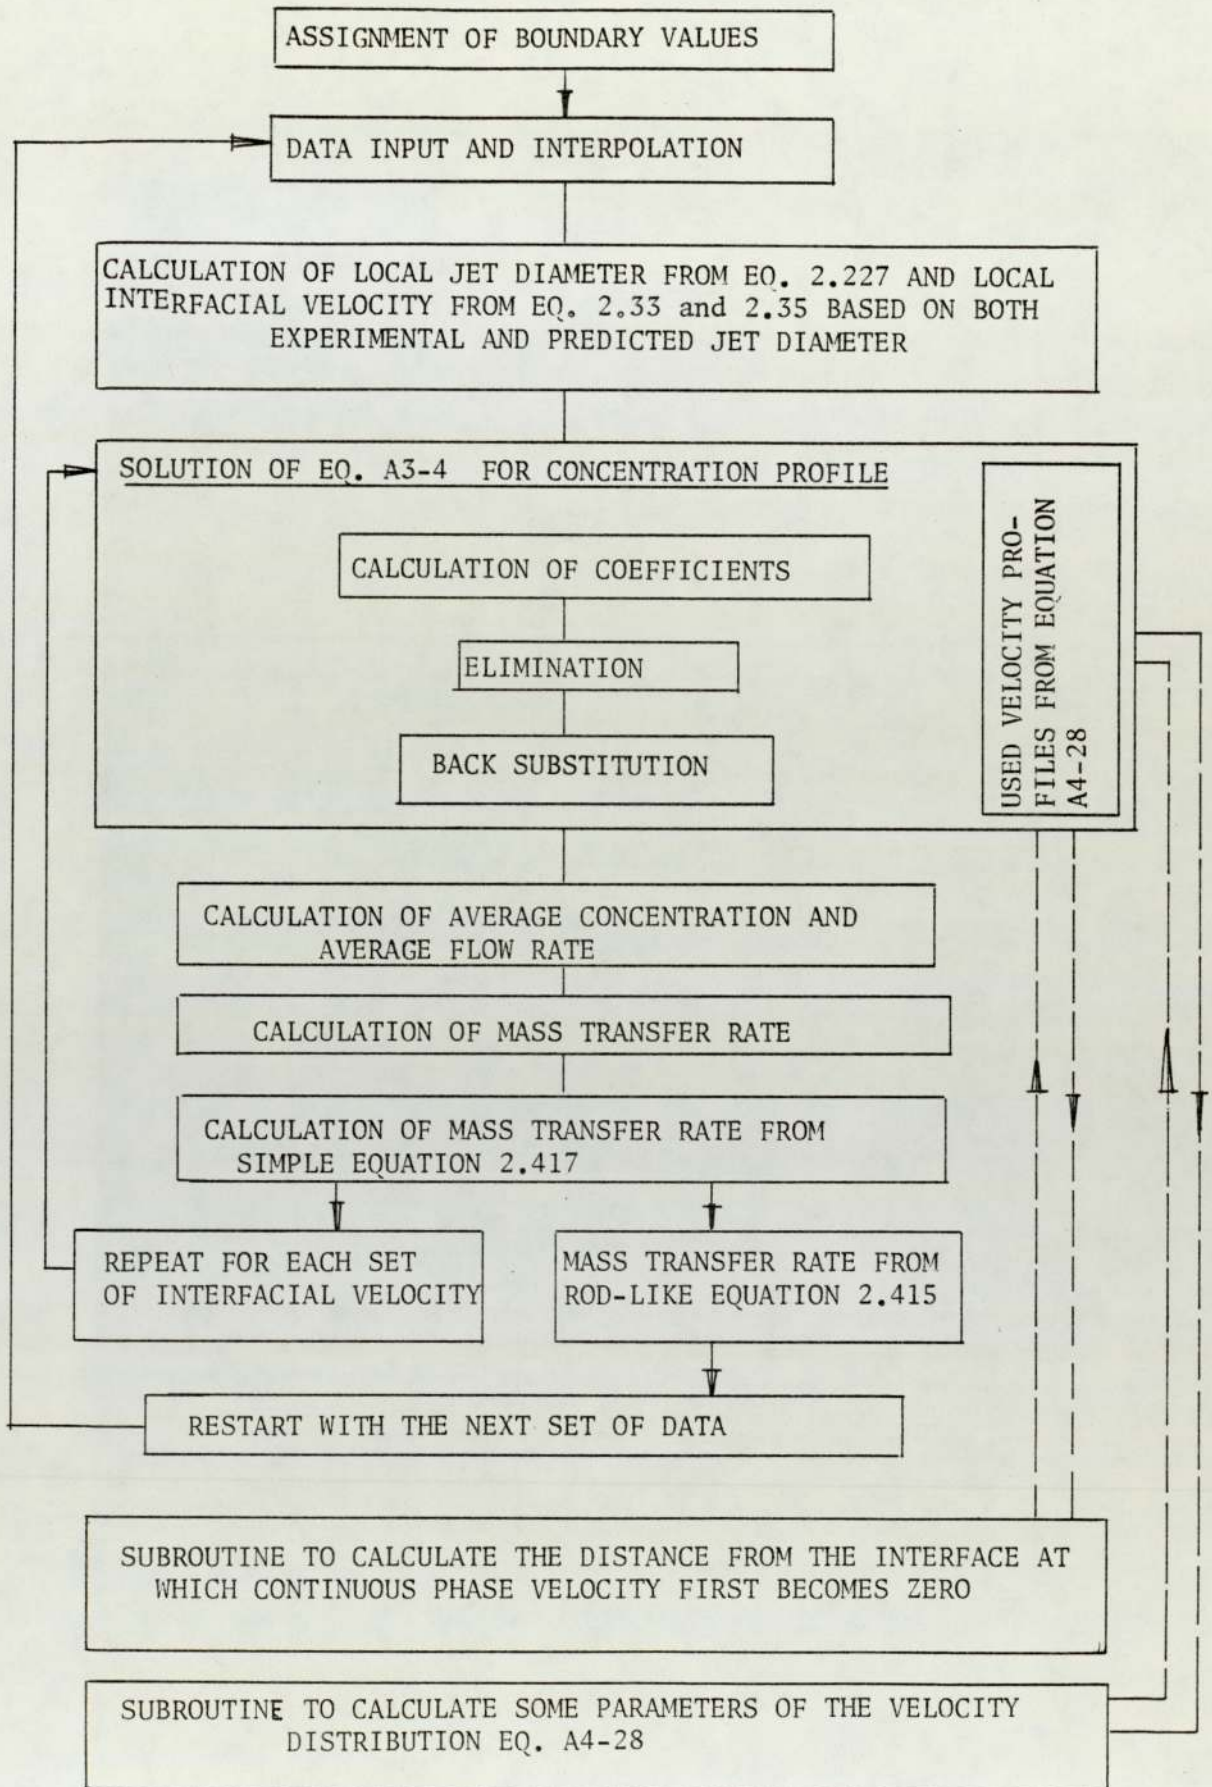 ASSIGNMENT OF BOUNDARY VALUES
DATA INPUT AND INTERPOLATION
CALCULATION OF LOCAL JET DIAMETER FROM EQ. 2.227 AND LOCAL
INTERFACIAL VELOCITY FROM EQ. 2.33 and 2.35 BASED ON BOTH
EXPERIMENTAL AND PREDICTED JET DIAMETER
SOLUTION OF EQ. A3-4 FOR CONCENTRATION PROFILE
CALCULATION OF COEFFICIENTS
ELIMINATION
BACK SUBSTITUTION
USED VELOCITY PRO-
FILES FROM EQUATION
A4-28
CALCULATION OF AVERAGE CONCENTRATION AND
AVERAGE FLOW RATE
CALCULATION OF MASS TRANSFER RATE
CALCULATION OF MASS TRANSFER RATE FROM
SIMPLE EQUATION 2.417
REPEAT FOR EACH SET
OF INTERFACIAL VELOCITY
MASS TRANSFER RATE FROM
ROD-LIKE EQUATION 2.415
RESTART WITH THE NEXT SET OF DATA
SUBROUTINE TO CALCULATE THE DISTANCE FROM THE INTERFACE AT
WHICH CONTINUOUS PHASE VELOCITY FIRST BECOMES ZERO
SUBROUTINE TO CALCULATE SOME PARAMETERS OF THE VELOCITY
DISTRIBUTION EQ. A4-28